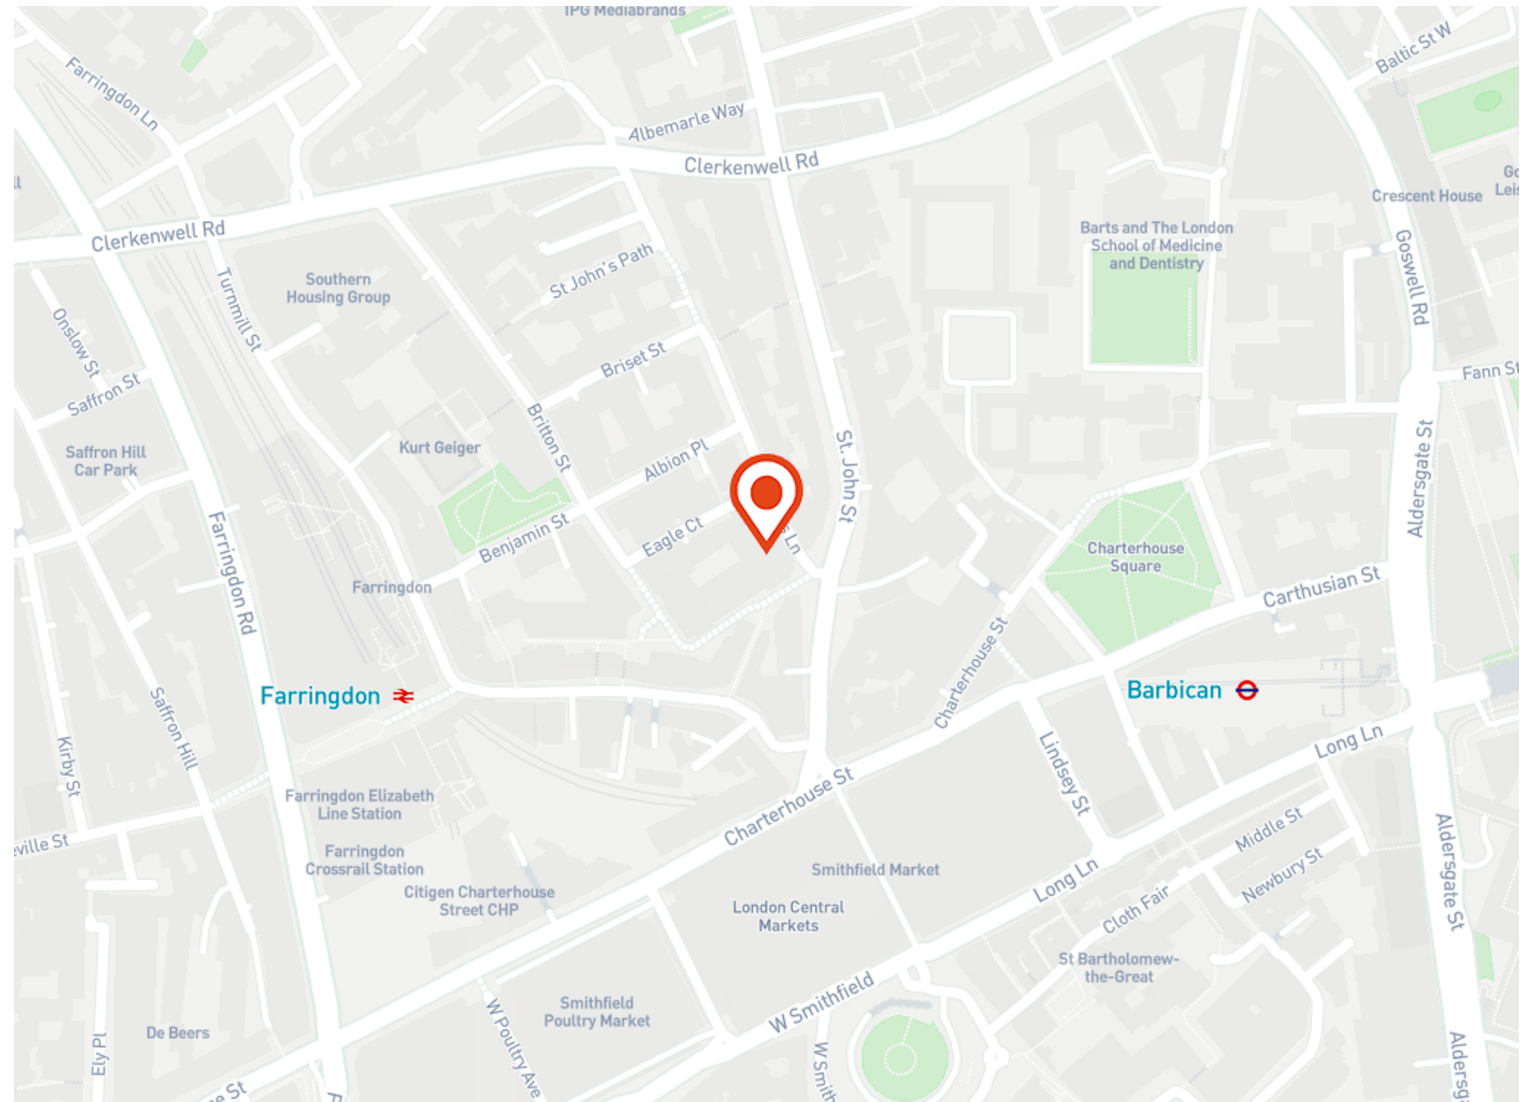 IPG Mediabrands
Baltic St W
Farringdon Ln
Albemarle Way
Clerkenwell Rd
Crescent House
Clerkenwell Rd
Barts and The London
School of Medicine
and Dentistry
Goswell Rd
St John's Path
Southern
Housing Group
Turnmill St
Onslow St
Briset St
Fann St
Saffron St
Britton St
Kurt Geiger
Saffron Hill
Car Park
Albion Pl
St. John St
Aldersgate St
Eagle Ct
Ln
Benjamin St
Charterhouse
Square
Farringdon Rd
Farringdon
Carthusian St
Charterhouse St
Farringdon
Barbican
Saffron Hill
Long Ln
Kirby St
Lindsey St
Charterhouse St
Farringdon Elizabeth
Line Station
Middle St
Aldersgate St
ville St
Farringdon
Crossrail Station
Smithfield Market
Newbury St
Long Ln
Citigen Charterhouse
Street CHP
London Central
Markets
Cloth Fair
St Bartholomew-
the-Great
W Smithfield
Smithfield
Poultry Market
De Beers
Ely Pl
W Poultry Ave
W Smith
Aldersg
St